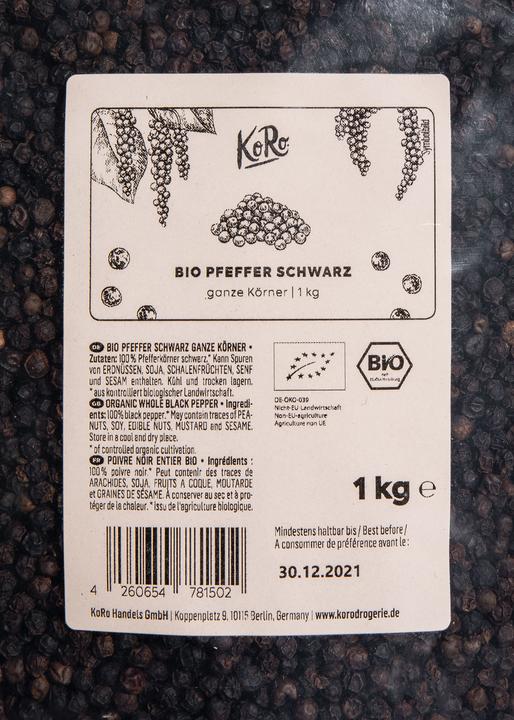 KoRo
Symbolbild
BIO PFEFFER SCHWARZ
ganze Körner | 1 kg
DE BIO PFEFFER SCHWARZ GANZE KÖRNER •
Zutaten: 100% Pfefferkörner schwarz.* Kann Spuren
von ERDNÜSSEN, SOJA, SCHALENFRÜCHTEN, SENF
und SESAM enthalten. Kühl und trocken lagern.
* aus kontrolliert biologischer Landwirtschaft.
GB ORGANIC WHOLE BLACK PEPPER • Ingredi-
ents: 100% black pepper.* May contain traces of PEA-
NUTS, SOY, EDIBLE NUTS, MUSTARD and SESAME.
Store in a cool and dry place.
* of controlled organic cultivation.
FR POIVRE NOIR ENTIER BIO • Ingrédients :
100% poivre noir.* Peut contenir des traces de
ARACHIDES, SOJA, FRUITS A COQUE, MOUTARDE
et GRAINES DE SÉSAME. À conserver au sec et à pro-
téger de la chaleur. * issu de l'agriculture biologique.
Bio
DE-ÖKO-039
Nicht-EU Landwirtschaft
Non-EU-agriculture
Agriculture non UE
1 kg e
Mindestens haltbar bis / Best before /
A consommer de préférence avant le :
30.12.2021
4 260654 781502
KoRo Handels GmbH | Koppenplatz 9, 10115 Berlin, Germany | www.korodrogerie.de